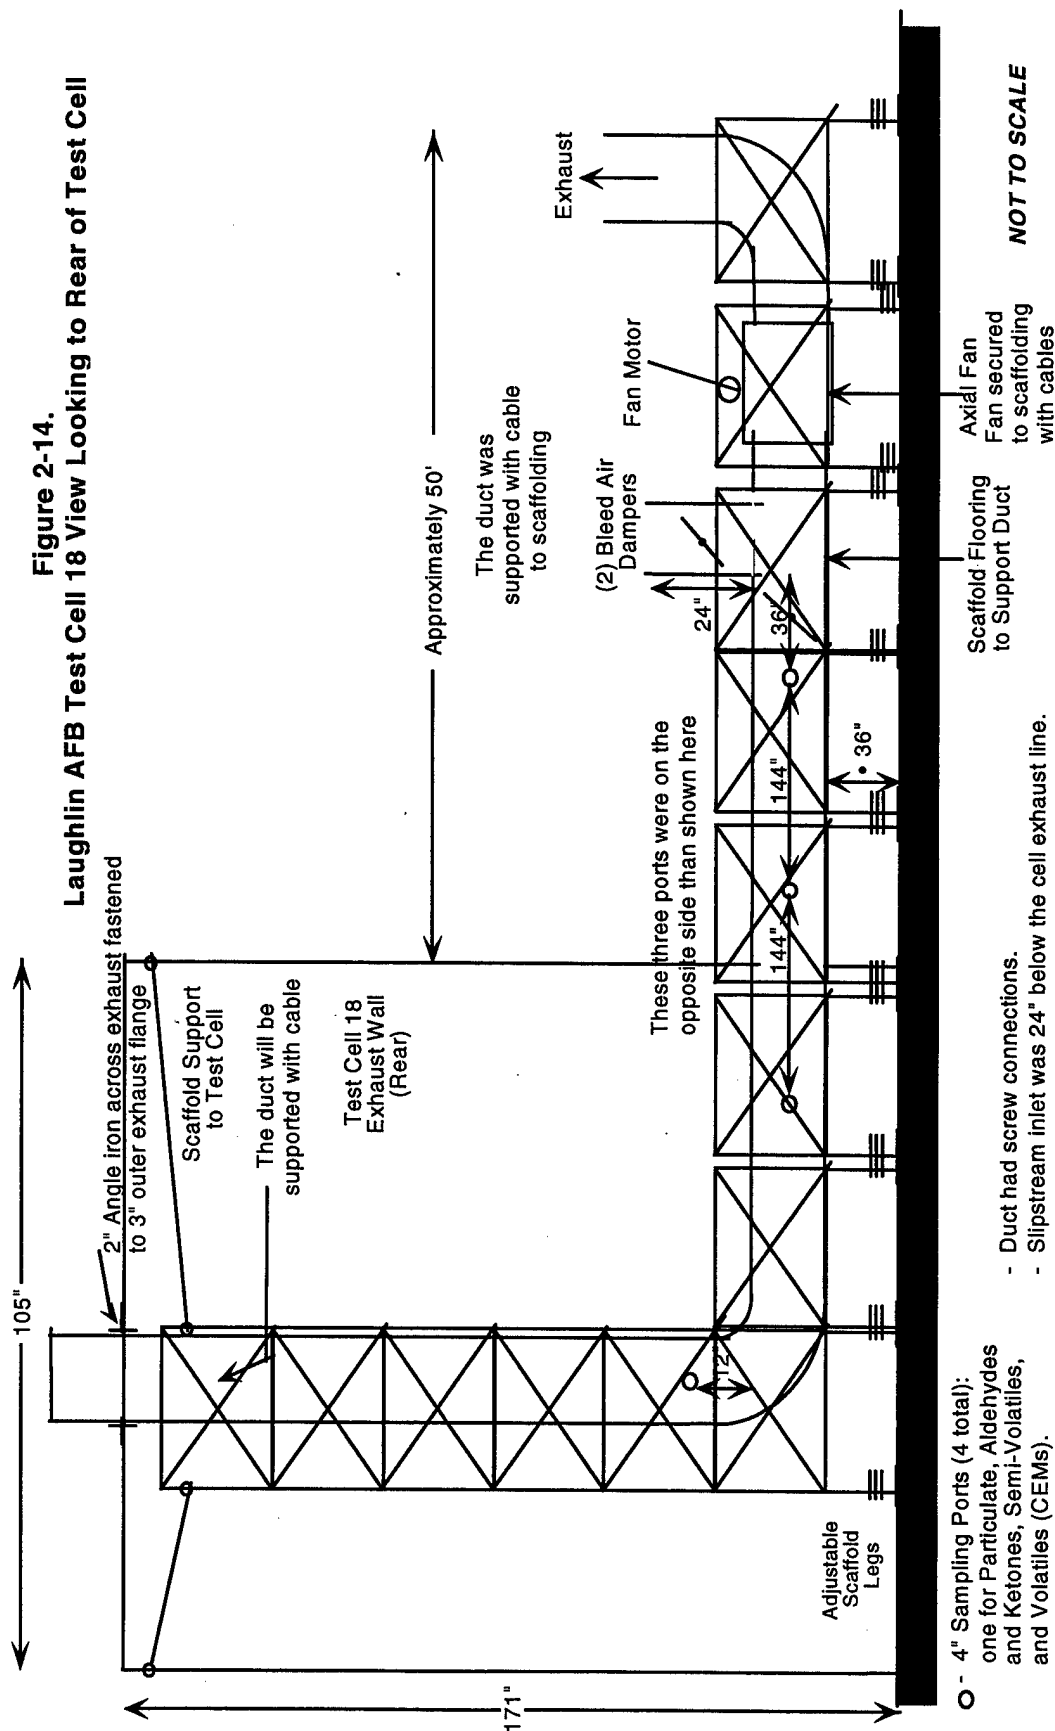 Figure 2-14.
Laughlin AFB Test Cell 18 View Looking to Rear of Test Cell
105"
2" Angle iron across exhaust fastened
to 3" outer exhaust flange
Scaffold Support
to Test Cell
The duct will be
supported with cable
Test Cell 18
Exhaust Wall
(Rear)
171"
Approximately 50'
The duct was
supported with cable
to scaffolding
Exhaust
Fan Motor
(2) Bleed Air
Dampers
24"
36"
These three ports were on the
opposite side than shown here
144"
144"
12"
36"
Adjustable
Scaffold
Legs
Scaffold Flooring
to Support Duct
Axial Fan
Fan secured
to scaffolding
with cables
NOT TO SCALE
O - 4" Sampling Ports (4 total):
one for Particulate, Aldehydes
and Ketones, Semi-Volatiles,
and Volatiles (CEMs).
- Duct had screw connections.
- Slipstream inlet was 24" below the cell exhaust line.